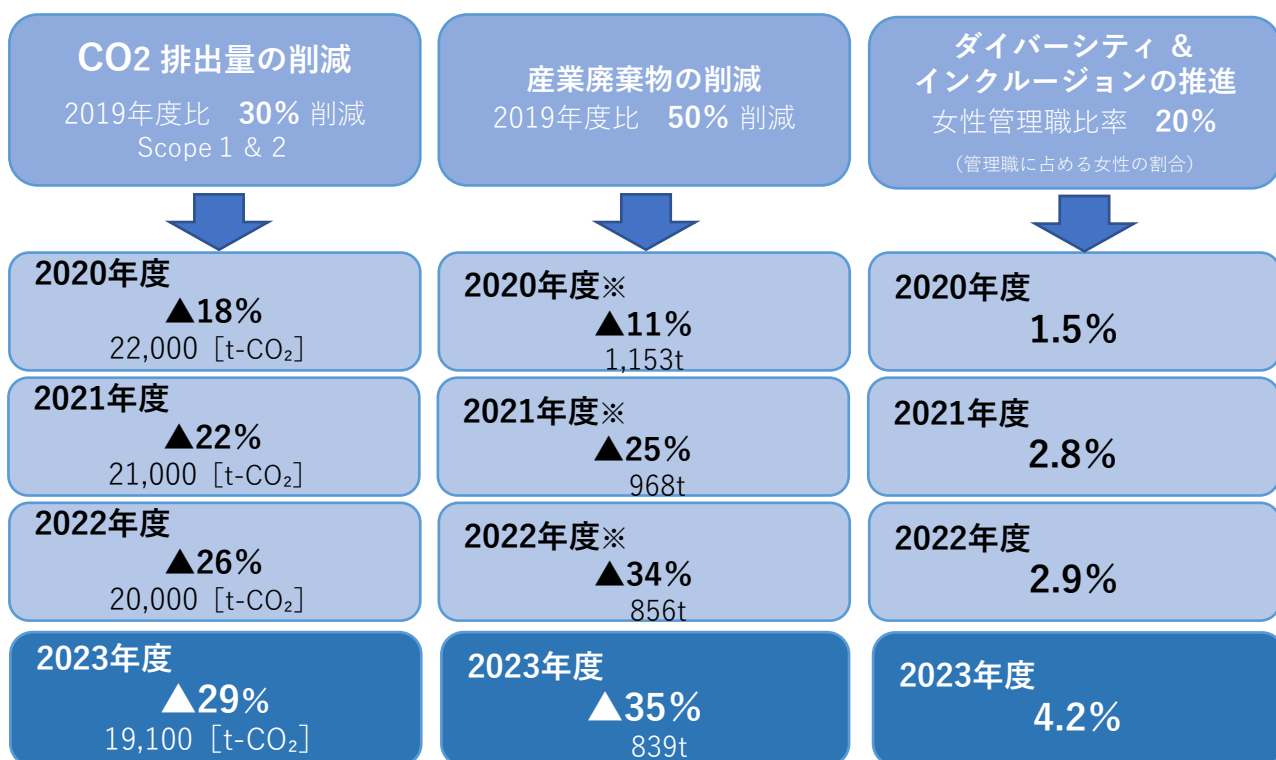 CO2 排出量の削減
2019年度比 30% 削減
Scope 1 & 2
産業廃棄物の削減
2019年度比 50% 削減
ダイバーシティ &
インクルージョンの推進
女性管理職比率 20%
（管理職に占める女性の割合）
2020年度
▲18%
22,000［t-CO₂］
2020年度※
▲11%
1,153t
2020年度
1.5%
2021年度
▲22%
21,000［t-CO₂］
2021年度※
▲25%
968t
2021年度
2.8%
2022年度
▲26%
20,000［t-CO₂］
2022年度※
▲34%
856t
2022年度
2.9%
2023年度
▲29%
19,100［t-CO₂］
2023年度
▲35%
839t
2023年度
4.2%